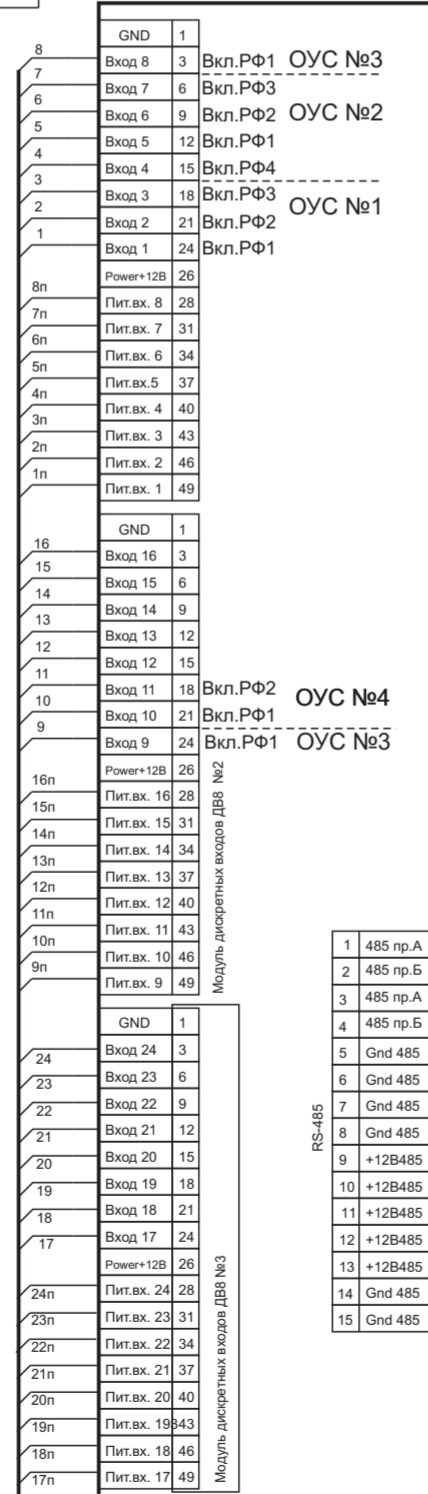 GND 1
8 Вход 8 3 Вкл.РФ1 ОУС №3
7 Вход 7 6 Вкл.РФ3
6 Вход 6 9 Вкл.РФ2 ОУС №2
5 Вход 5 12 Вкл.РФ1
4 Вход 4 15 Вкл.РФ4
3 Вход 3 18 Вкл.РФ3 ОУС №1
2 Вход 2 21 Вкл.РФ2
1 Вход 1 24 Вкл.РФ1
Power+12В 26
8п Пит.вх. 8 28
7п Пит.вх. 7 31
6п Пит.вх. 6 34
5п Пит.вх.5 37
4п Пит.вх. 4 40
3п Пит.вх. 3 43
2п Пит.вх. 2 46
1п Пит.вх. 1 49
GND 1
16 Вход 16 3
15 Вход 15 6
14 Вход 14 9
13 Вход 13 12
12 Вход 12 15
11 Вход 11 18 Вкл.РФ2 ОУС №4
10 Вход 10 21 Вкл.РФ1
9 Вход 9 24 Вкл.РФ1 ОУС №3
Power+12В 26
16п Пит.вх. 16 28
15п Пит.вх. 15 31
14п Пит.вх. 14 34
13п Пит.вх. 13 37
12п Пит.вх. 12 40
11п Пит.вх. 11 43
10п Пит.вх. 10 46
9п Пит.вх. 9 49
Модуль дискретных входов ДВ8 №2
GND 1
24 Вход 24 3
23 Вход 23 6
22 Вход 22 9
21 Вход 21 12
20 Вход 20 15
19 Вход 19 18
18 Вход 18 21
17 Вход 17 24
Power+12В 26
24п Пит.вх. 24 28
23п Пит.вх. 23 31
22п Пит.вх. 22 34
21п Пит.вх. 21 37
20п Пит.вх. 20 40
19п Пит.вх. 19343
18п Пит.вх. 18 46
17п Пит.вх. 17 49
Модуль дискретных входов ДВ8 №3
RS-485
1 485 пр.А
2 485 пр.Б
3 485 пр.А
4 485 пр.Б
5 Gnd 485
6 Gnd 485
7 Gnd 485
8 Gnd 485
9 +12В485
10 +12В485
11 +12В485
12 +12В485
13 +12В485
14 Gnd 485
15 Gnd 485